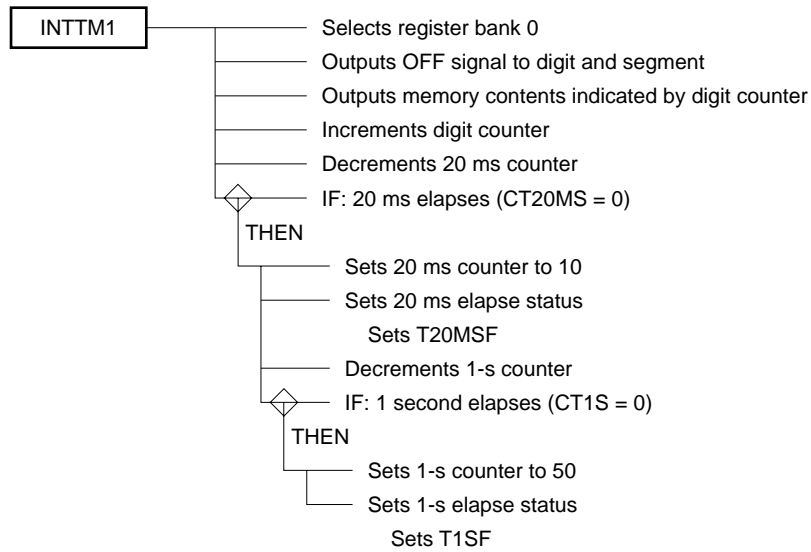 INTTM1
Selects register bank 0
Outputs OFF signal to digit and segment
Outputs memory contents indicated by digit counter
Increments digit counter
Decrements 20 ms counter
IF: 20 ms elapses (CT20MS = 0)
THEN
Sets 20 ms counter to 10
Sets 20 ms elapse status
Sets T20MSF
Decrements 1-s counter
IF: 1 second elapses (CT1S = 0)
THEN
Sets 1-s counter to 50
Sets 1-s elapse status
Sets T1SF